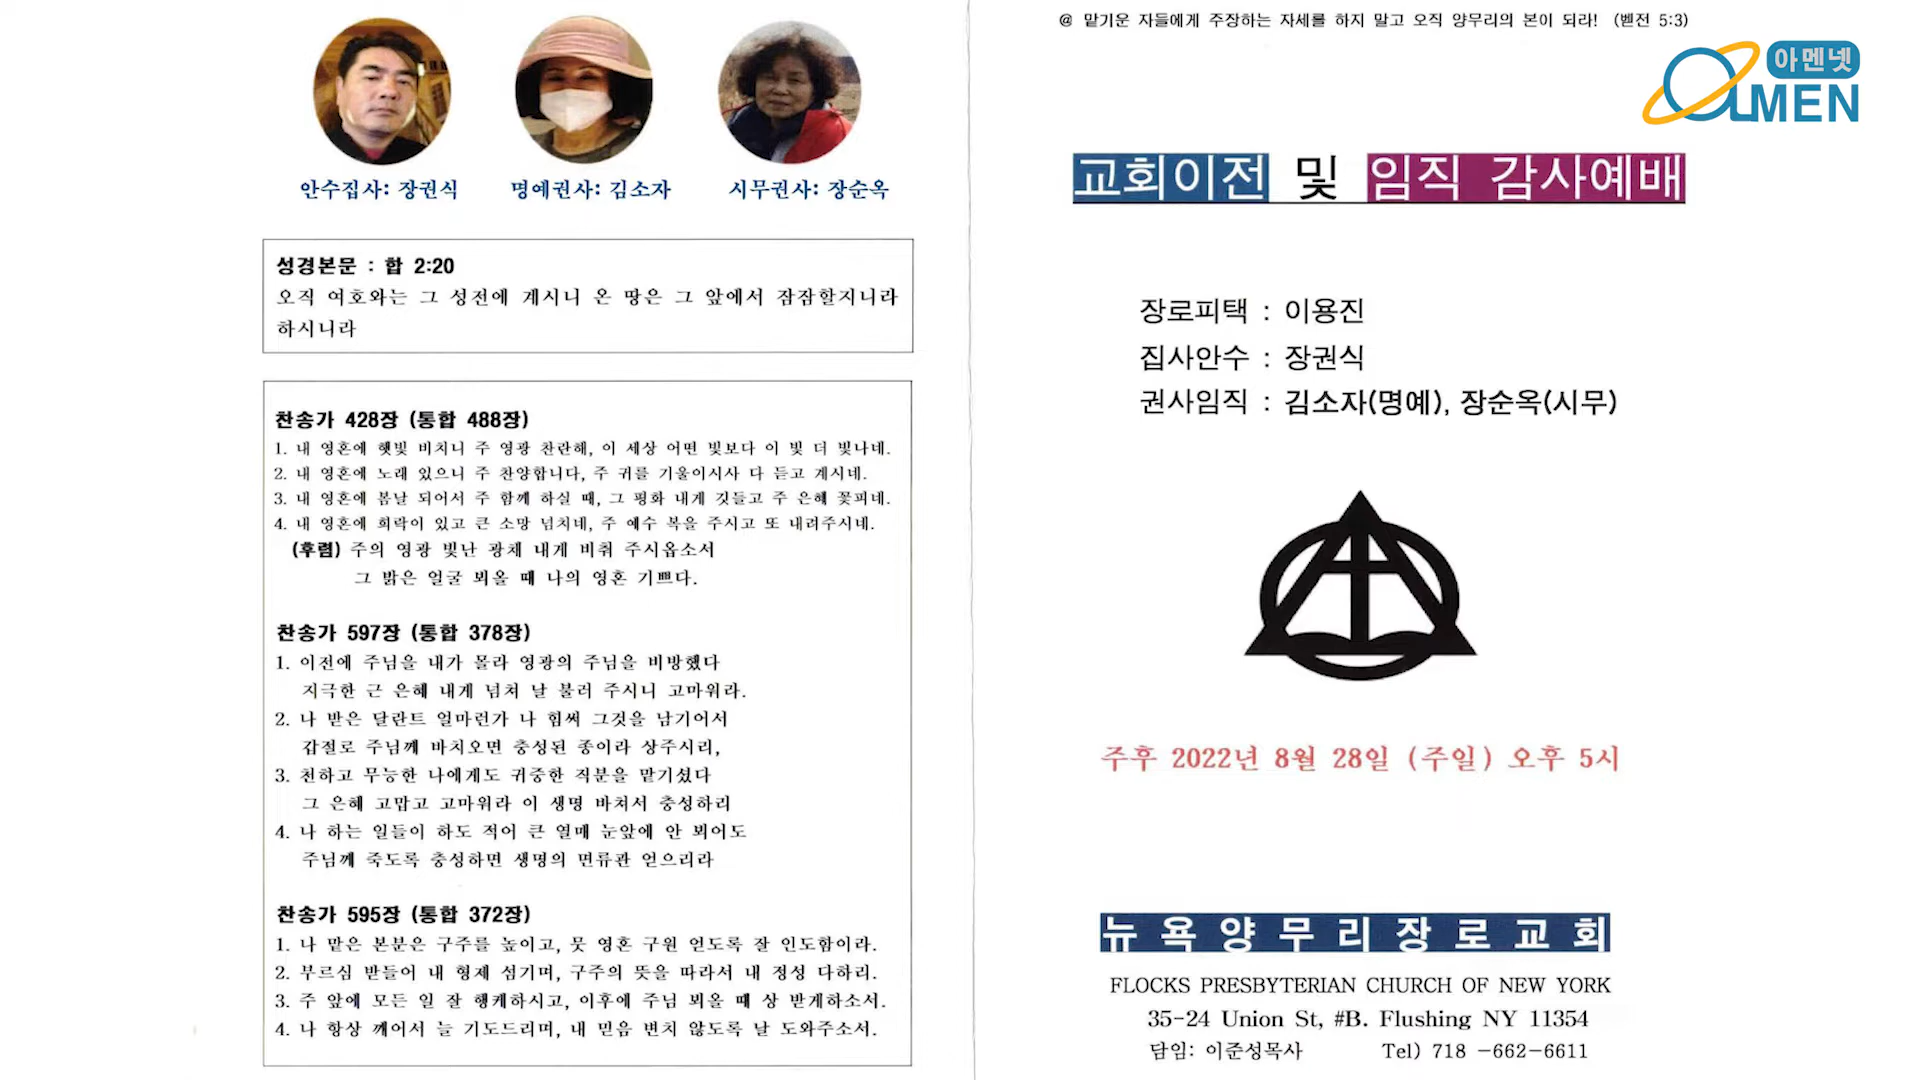 안수집사: 장권식
명예권사: 김소자
시무권사: 장순옥
성경본문 : 합 2:20
오직 여호와는 그 성전에 계시니 온 땅은 그 앞에서 잠잠할지니라
하시니라
찬송가 428장 (통합 488장)
1. 내 영혼에 햇빛 비치니 주 영광 찬란해, 이 세상 어떤 빛보다 이 빛 더 빛나네.
2. 내 영혼에 노래 있으니 주 찬양합니다, 주 귀를 기울이시사 다 듣고 계시네.
3. 내 영혼에 봄날 되어서 주 함께 하실 때, 그 평화 내게 깃들고 주 은혜 꽃피네.
4. 내 영혼에 희락이 있고 큰 소망 넘치네, 주 예수 복을 주시고 또 내려주시네.
(후렴) 주의 영광 빛난 광채 내게 비춰 주시옵소서
그 밝은 얼굴 뵈올 때 나의 영혼 기쁘다.
찬송가 597장 (통합 378장)
1. 이전에 주님을 내가 몰라 영광의 주님을 비방했다
지극한 큰 은혜 내게 넘쳐 날 불러 주시니 고마워라.
2. 나 받은 달란트 얼마런가 나 힘써 그것을 남기어서
갑절로 주님께 바치오면 충성된 종이라 상주시리,
3. 천하고 무능한 나에게도 귀중한 직분을 맡기셨다
그 은혜 고맙고 고마워라 이 생명 바쳐서 충성하리
4. 나 하는 일들이 하도 적어 큰 열매 눈앞에 안 뵈어도
주님께 죽도록 충성하면 생명의 면류관 얻으리라
찬송가 595장 (통합 372장)
1. 나 맡은 본분은 구주를 높이고, 뭇 영혼 구원 얻도록 잘 인도함이라.
2. 부르심 받들어 내 형제 섬기며, 구주의 뜻을 따라서 내 정성 다하리.
3. 주 앞에 모든 일 잘 행케하시고, 이후에 주님 뵈올 때 상 받게하소서.
4. 나 항상 깨어서 늘 기도드리며, 내 믿음 변치 않도록 날 도와주소서.
@ 맡기운 자들에게 주장하는 자세를 하지 말고 오직 양무리의 본이 되라! (벧전 5:3)
아멘넷
aMEN
교회이전 및 임직 감사예배
장로피택 : 이용진
집사안수 : 장권식
권사임직 : 김소자(명예), 장순옥(시무)
주후 2022년 8월 28일 (주일) 오후 5시
뉴욕양무리장로교회
FLOCKS PRESBYTERIAN CHURCH OF NEW YORK
35-24 Union St, #B. Flushing NY 11354
담임: 이준성목사 Tel) 718 -662-6611